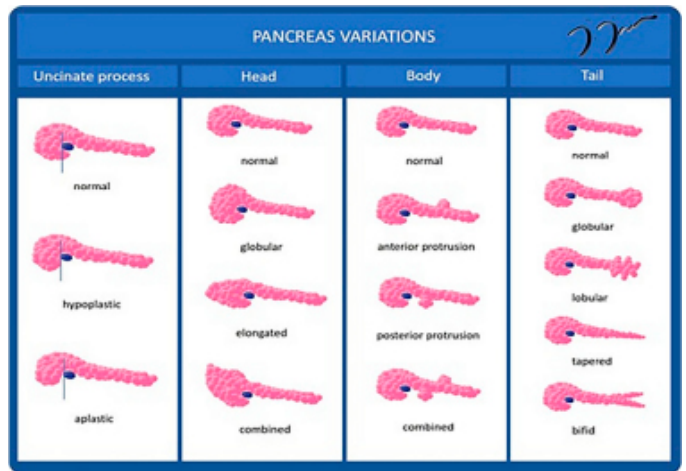 PANCREAS VARIATIONS
Uncinate process
Head
Body
Tail
normal
hypoplastic
aplastic
normal
globular
elongated
combined
normal
anterior protrusion
posterior protrusion
combined
normal
globular
lobular
tapered
bifid